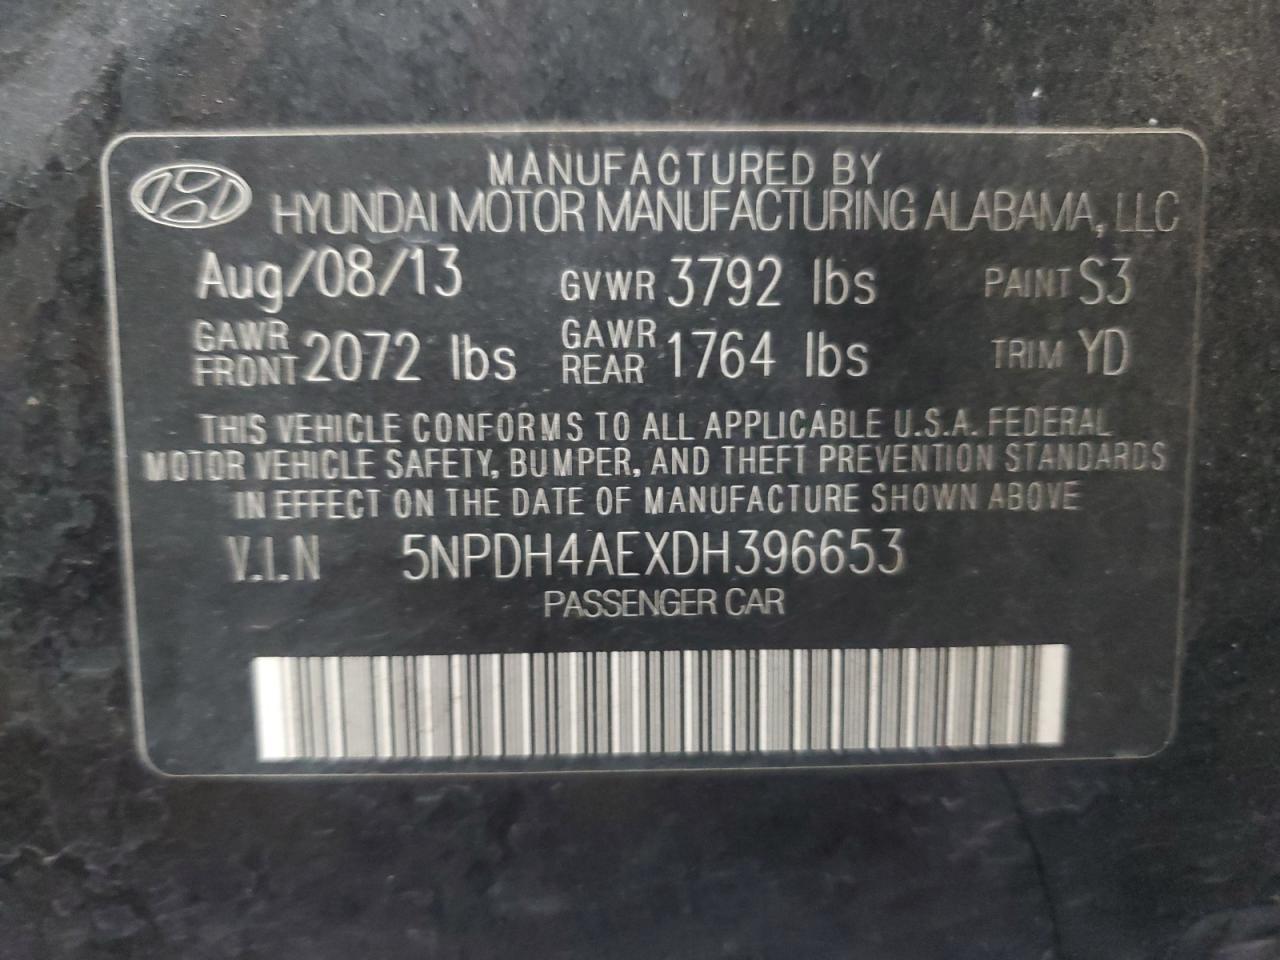 MANUFACTURED BY
HYUNDAI MOTOR MANUFACTURING ALABAMA, LLC
Aug/08/13 GVWR 3792 lbs PAINT S3
GAWR FRONT 2072 lbs GAWR REAR 1764 lbs TRIM YD
THIS VEHICLE CONFORMS TO ALL APPLICABLE U.S.A. FEDERAL
MOTOR VEHICLE SAFETY, BUMPER, AND THEFT PREVENTION STANDARDS
IN EFFECT ON THE DATE OF MANUFACTURE SHOWN ABOVE
V.I.N 5NPDH4AEXDH396653
PASSENGER CAR